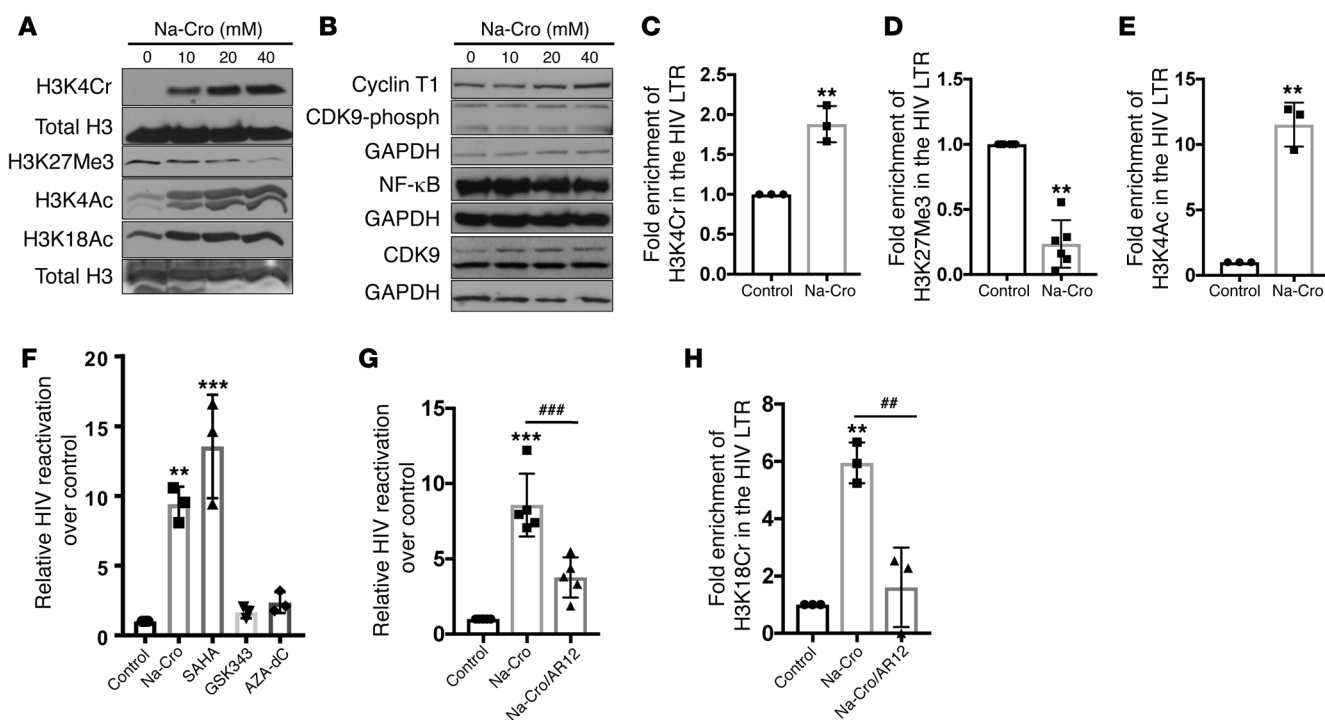 A
Na-Cro (mM)
0 10 20 40
H3K4Cr
Total H3
H3K27Me3
H3K4Ac
H3K18Ac
Total H3
B
Na-Cro (mM)
0 10 20 40
Cyclin T1
CDK9-phosph
GAPDH
NF-κB
GAPDH
CDK9
GAPDH
C
Fold enrichment of
H3K4Cr in the HIV LTR
2.5
2.0
1.5
1.0
0.5
0.0
**
Control Na-Cro
D
Fold enrichment of
H3K27Me3 in the HIV LTR
1.5
1.0
0.5
0.0
**
Control Na-Cro
E
Fold enrichment of
H3K4Ac in the HIV LTR
15
10
5
0
**
Control Na-Cro
F
Relative HIV reactivation
over control
20
15
10
5
0
**
***
Control Na-Cro SAHA GSK343 AZA-dC
G
Relative HIV reactivation
over control
15
10
5
0
***
###
Control Na-Cro Na-Cro/AR12
H
Fold enrichment of
H3K18Cr in the HIV LTR
8
6
4
2
0
**
##
Control Na-Cro Na-Cro/AR12